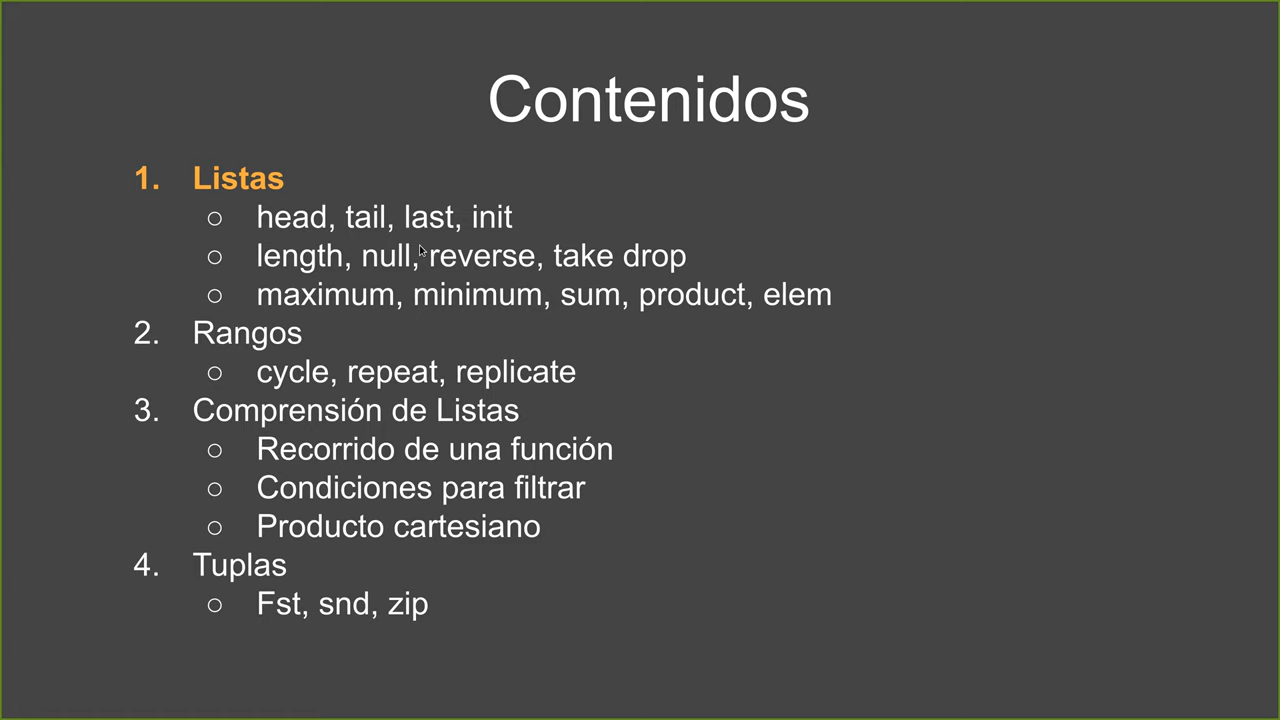 Contenidos
1. Listas
○ head, tail, last, init
○ length, null, reverse, take drop
○ maximum, minimum, sum, product, elem
2. Rangos
○ cycle, repeat, replicate
3. Comprensión de Listas
○ Recorrido de una función
○ Condiciones para filtrar
○ Producto cartesiano
4. Tuplas
○ Fst, snd, zip